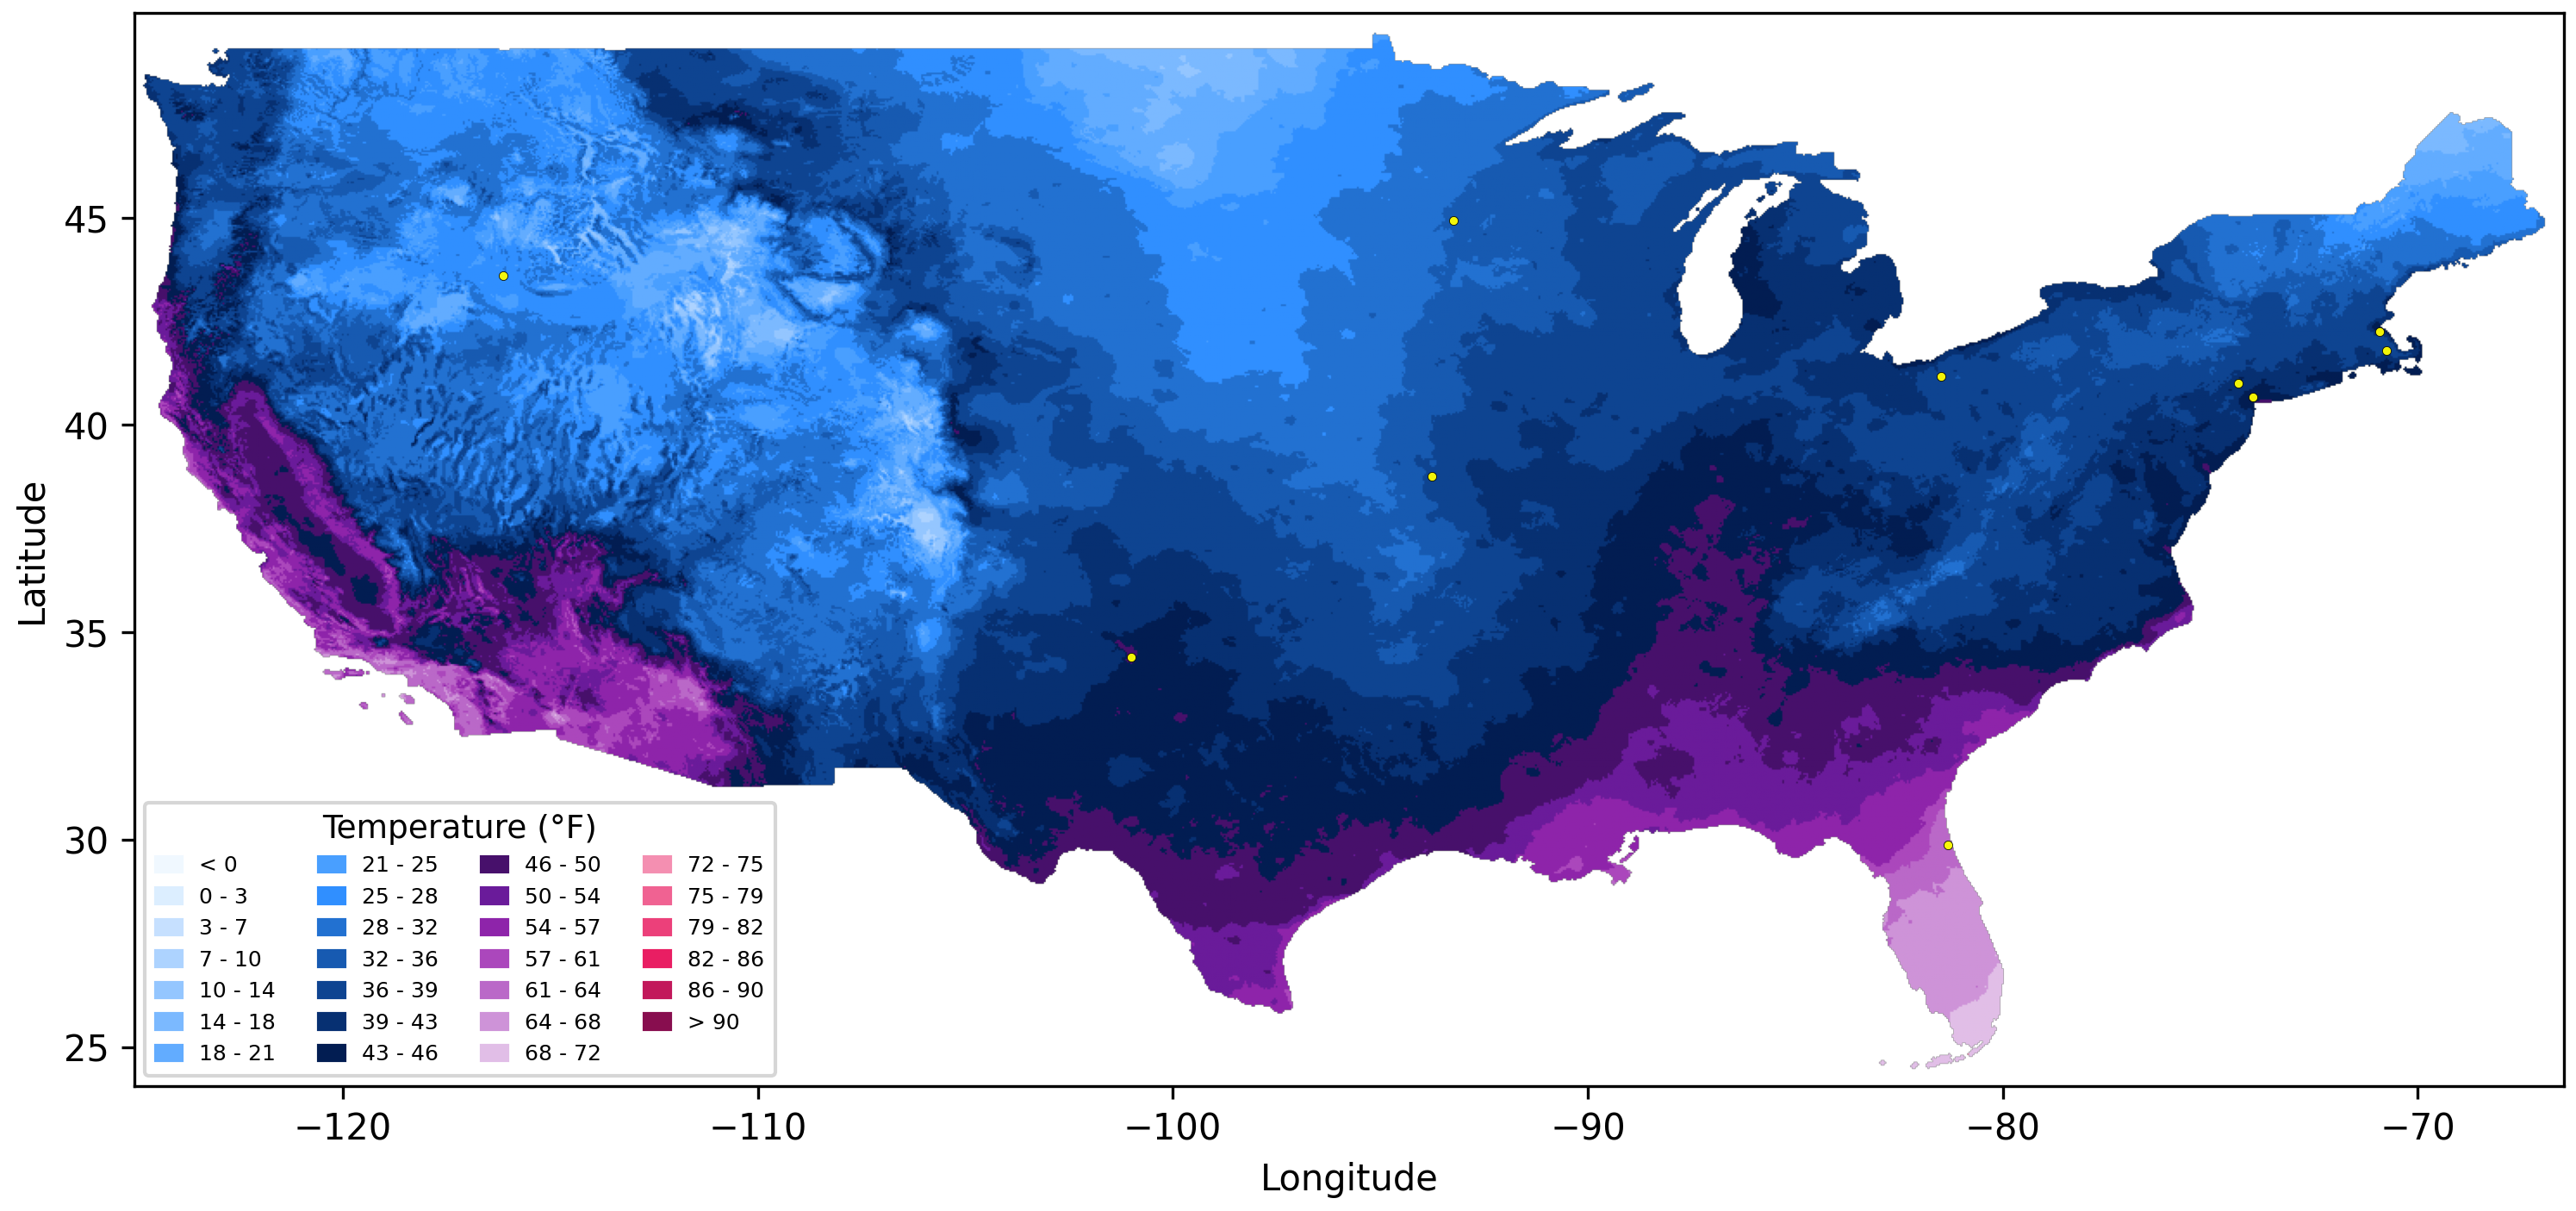 45
40
35
30
25
Latitude
Temperature (°F)
< 0
0 - 3
3 - 7
7 - 10
10 - 14
14 - 18
18 - 21
21 - 25
25 - 28
28 - 32
32 - 36
36 - 39
39 - 43
43 - 46
46 - 50
50 - 54
54 - 57
57 - 61
61 - 64
64 - 68
68 - 72
72 - 75
75 - 79
79 - 82
82 - 86
86 - 90
> 90
−120 −110 −100 −90 −80 −70
Longitude